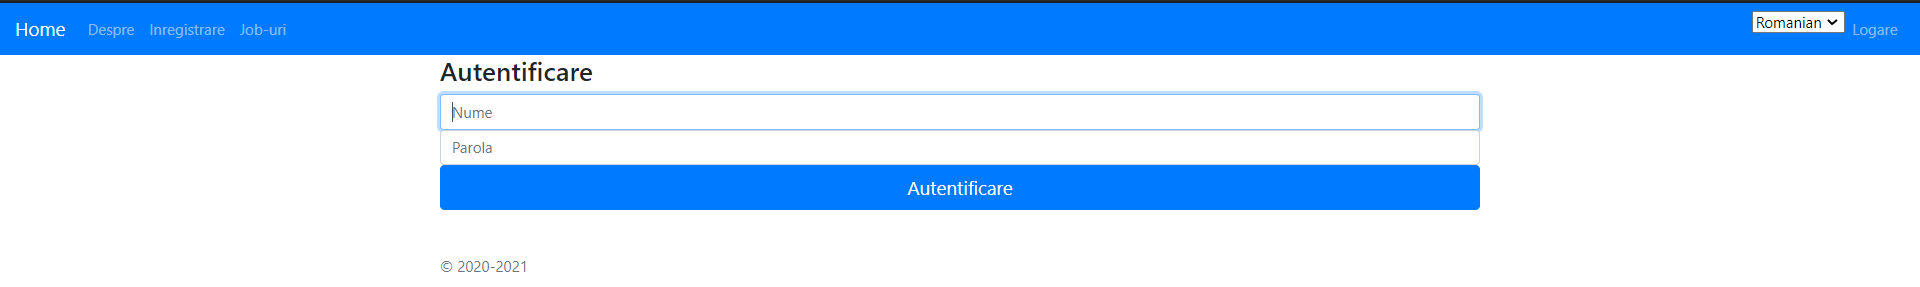 Home Despre Inregistrare Job-uri Romanian Logare
Autentificare
Nume
Parola
Autentificare
© 2020-2021